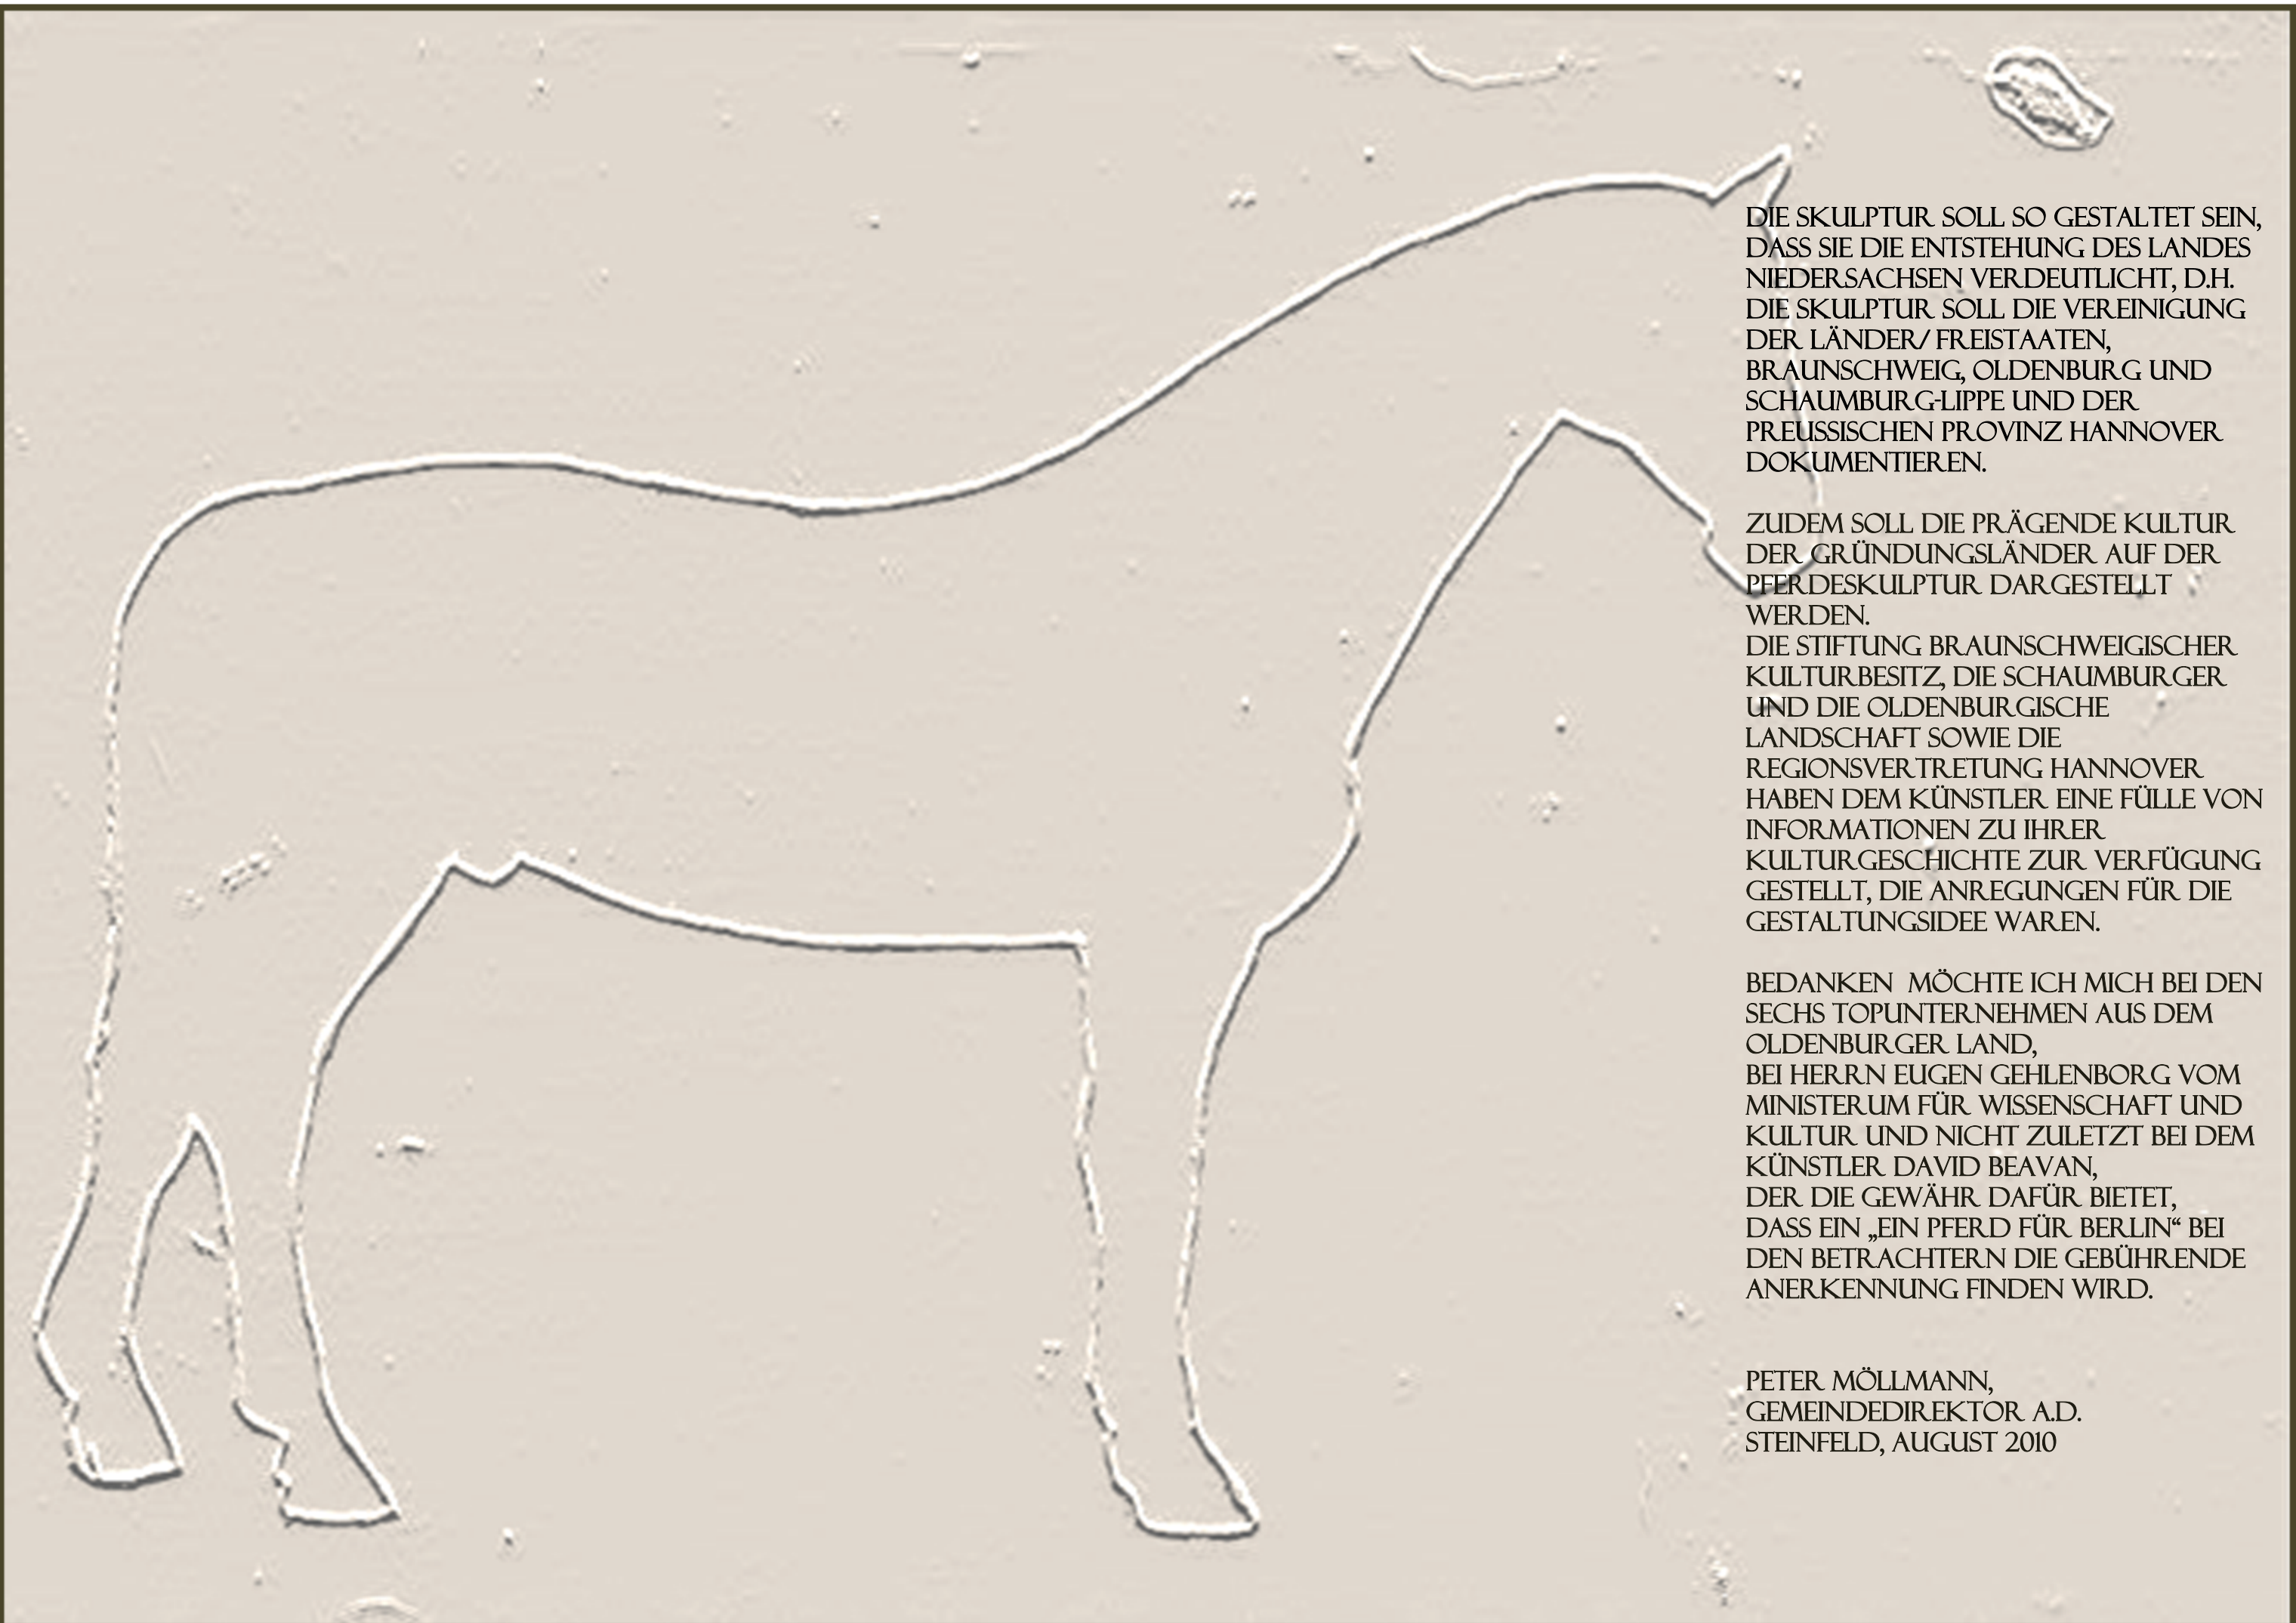 DIE SKULPTUR SOLL SO GESTALTET SEIN,
DASS SIE DIE ENTSTEHUNG DES LANDES
NIEDERSACHSEN VERDEUTLICHT, D.H.
DIE SKULPTUR SOLL DIE VEREINIGUNG
DER LÄNDER/ FREISTAATEN,
BRAUNSCHWEIG, OLDENBURG UND
SCHAUMBURG-LIPPE UND DER
PREUSSISCHEN PROVINZ HANNOVER
DOKUMENTIEREN.
ZUDEM SOLL DIE PRÄGENDE KULTUR
DER GRÜNDUNGSLÄNDER AUF DER
PFERDESKULPTUR DARGESTELLT
WERDEN.
DIE STIFTUNG BRAUNSCHWEIGISCHER
KULTURBESITZ, DIE SCHAUMBURGER
UND DIE OLDENBURGISCHE
LANDSCHAFT SOWIE DIE
REGIONSVERTRETUNG HANNOVER
HABEN DEM KÜNSTLER EINE FÜLLE VON
INFORMATIONEN ZU IHRER
KULTURGESCHICHTE ZUR VERFÜGUNG
GESTELLT, DIE ANREGUNGEN FÜR DIE
GESTALTUNGSIDEE WAREN.
BEDANKEN  MÖCHTE ICH MICH BEI DEN
SECHS TOPUNTERNEHMEN AUS DEM
OLDENBURGER LAND,
BEI HERRN EUGEN GEHLENBORG VOM
MINISTERUM FÜR WISSENSCHAFT UND
KULTUR UND NICHT ZULETZT BEI DEM
KÜNSTLER DAVID BEAVAN,
DER DIE GEWÄHR DAFÜR BIETET,
DASS EIN „EIN PFERD FÜR BERLIN“ BEI
DEN BETRACHTERN DIE GEBÜHRENDE
ANERKENNUNG FINDEN WIRD.
PETER MÖLLMANN,
GEMEINDEDIREKTOR A.D.
STEINFELD, AUGUST 2010